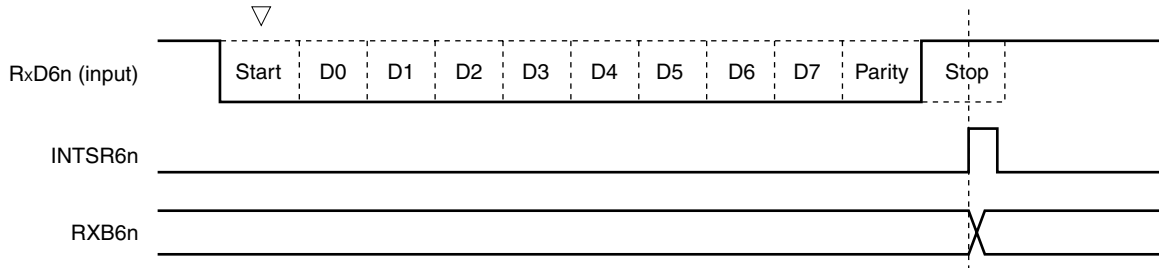 RxD6n (input) Start D0 D1 D2 D3 D4 D5 D6 D7 Parity Stop
INTSR6n
RXB6n